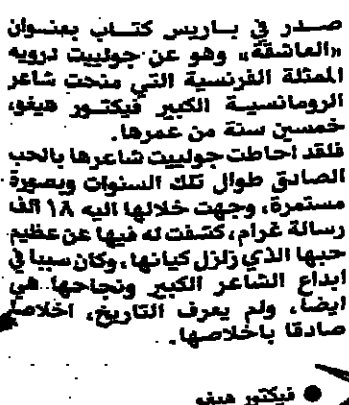 صدر في باريس كتاب بعنوان
«العاشقة» وهو عن جولييت درويه
الممثلة الفرنسية التي منحت شاعر
الرومانسية الكبير فيكتور هيغو،
خمسين سنة من عمرها.
فلقد احاطت جولييت شاعرها بالحب
الصادق طوال تلك السنوات وبصورة
مستمرة، وجهت خلالها اليه ١٨ الف
رسالة غرام، كشفت له فيها عن عظيم
حبها الذي زلزل كيانها، وكان سببا في
ابداع الشاعر الكبير ونجاحها هي
ايضا، ولم يعرف التاريخ، اخلاصا
صادقا باخلاصها.
● فيكتور هيغو